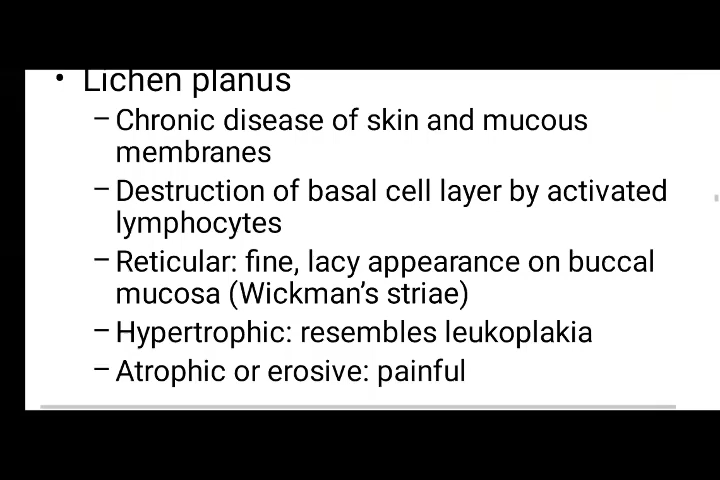 • Lichen planus
– Chronic disease of skin and mucous
membranes
– Destruction of basal cell layer by activated
lymphocytes
– Reticular: fine, lacy appearance on buccal
mucosa (Wickman’s striae)
– Hypertrophic: resembles leukoplakia
– Atrophic or erosive: painful